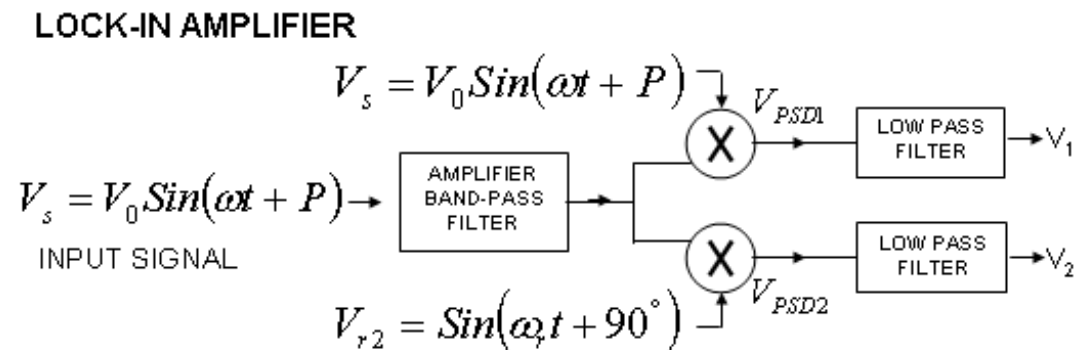 LOCK-IN AMPLIFIER
V_s = V_0 Sin(ωt + P)
V_PSD1
LOW PASS
FILTER
V_1
X
AMPLIFIER
BAND-PASS
FILTER
V_s = V_0 Sin(ωt + P)
INPUT SIGNAL
X
LOW PASS
FILTER
V_2
V_PSD2
V_r2 = Sin(ω_r t + 90°)